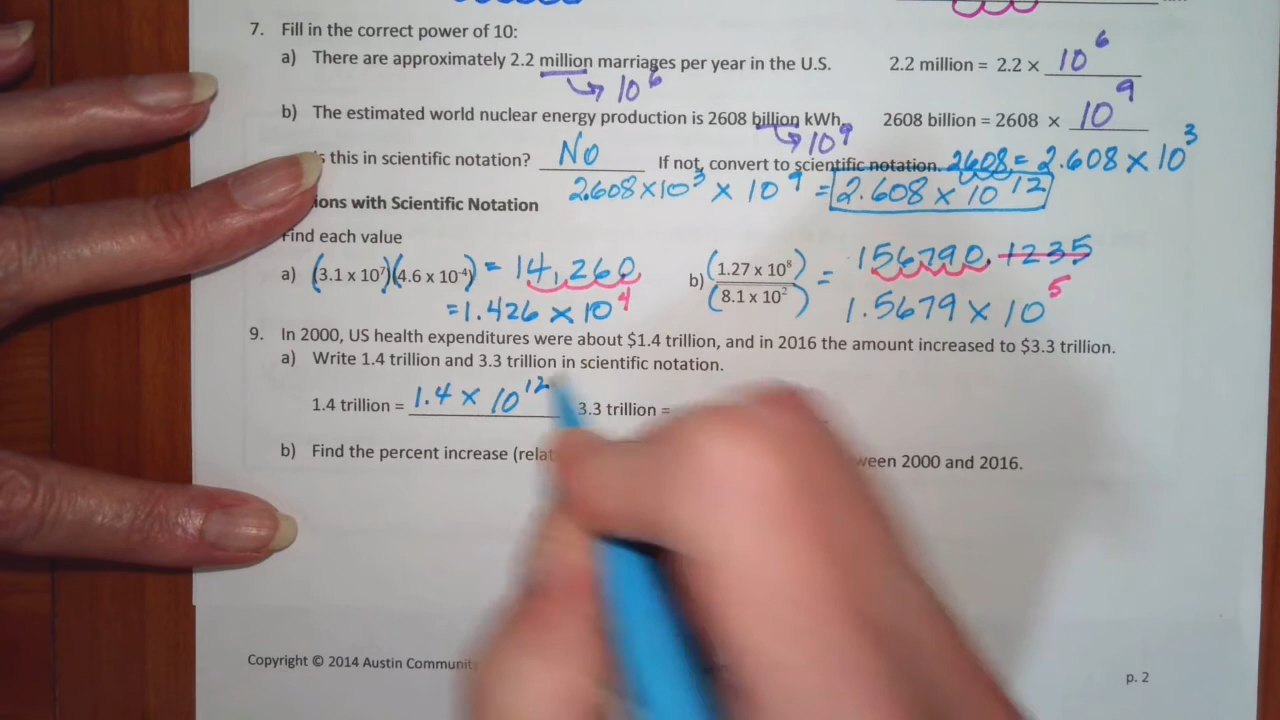 7. Fill in the correct power of 10:
a) There are approximately 2.2 million marriages per year in the U.S. 2.2 million = 2.2 × 10^6
→ 10^6
b) The estimated world nuclear energy production is 2608 billion kWh. 2608 billion = 2608 × 10^9
→ 10^9
s this in scientific notation? No If not, convert to scientific notation. 2608. = 2.608 × 10^3
2.608 × 10^3 × 10^9 = 2.608 × 10^12
ions with Scientific Notation
Find each value
a) (3.1 x 10^7)(4.6 x 10^-4) = 14,260 b) (1.27 x 10^8) / (8.1 x 10^2) = 156790.1235
= 1.426 × 10^4 1.5679 × 10^5
9. In 2000, US health expenditures were about $1.4 trillion, and in 2016 the amount increased to $3.3 trillion.
a) Write 1.4 trillion and 3.3 trillion in scientific notation.
1.4 trillion = 1.4 × 10^12 3.3 trillion =
b) Find the percent increase (relat ween 2000 and 2016.
Copyright © 2014 Austin Communit
p. 2